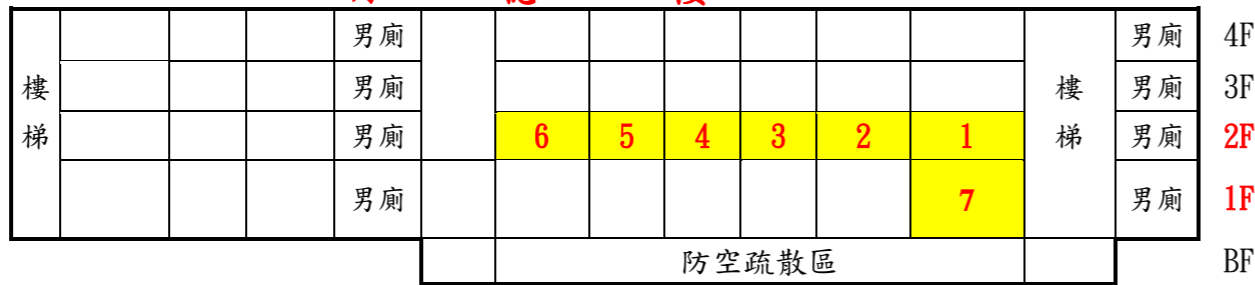 男廁 男廁 4F
樓 男廁 樓 男廁 3F
梯 男廁 6 5 4 3 2 1 梯 男廁 2F
男廁 7 男廁 1F
防空疏散區 BF